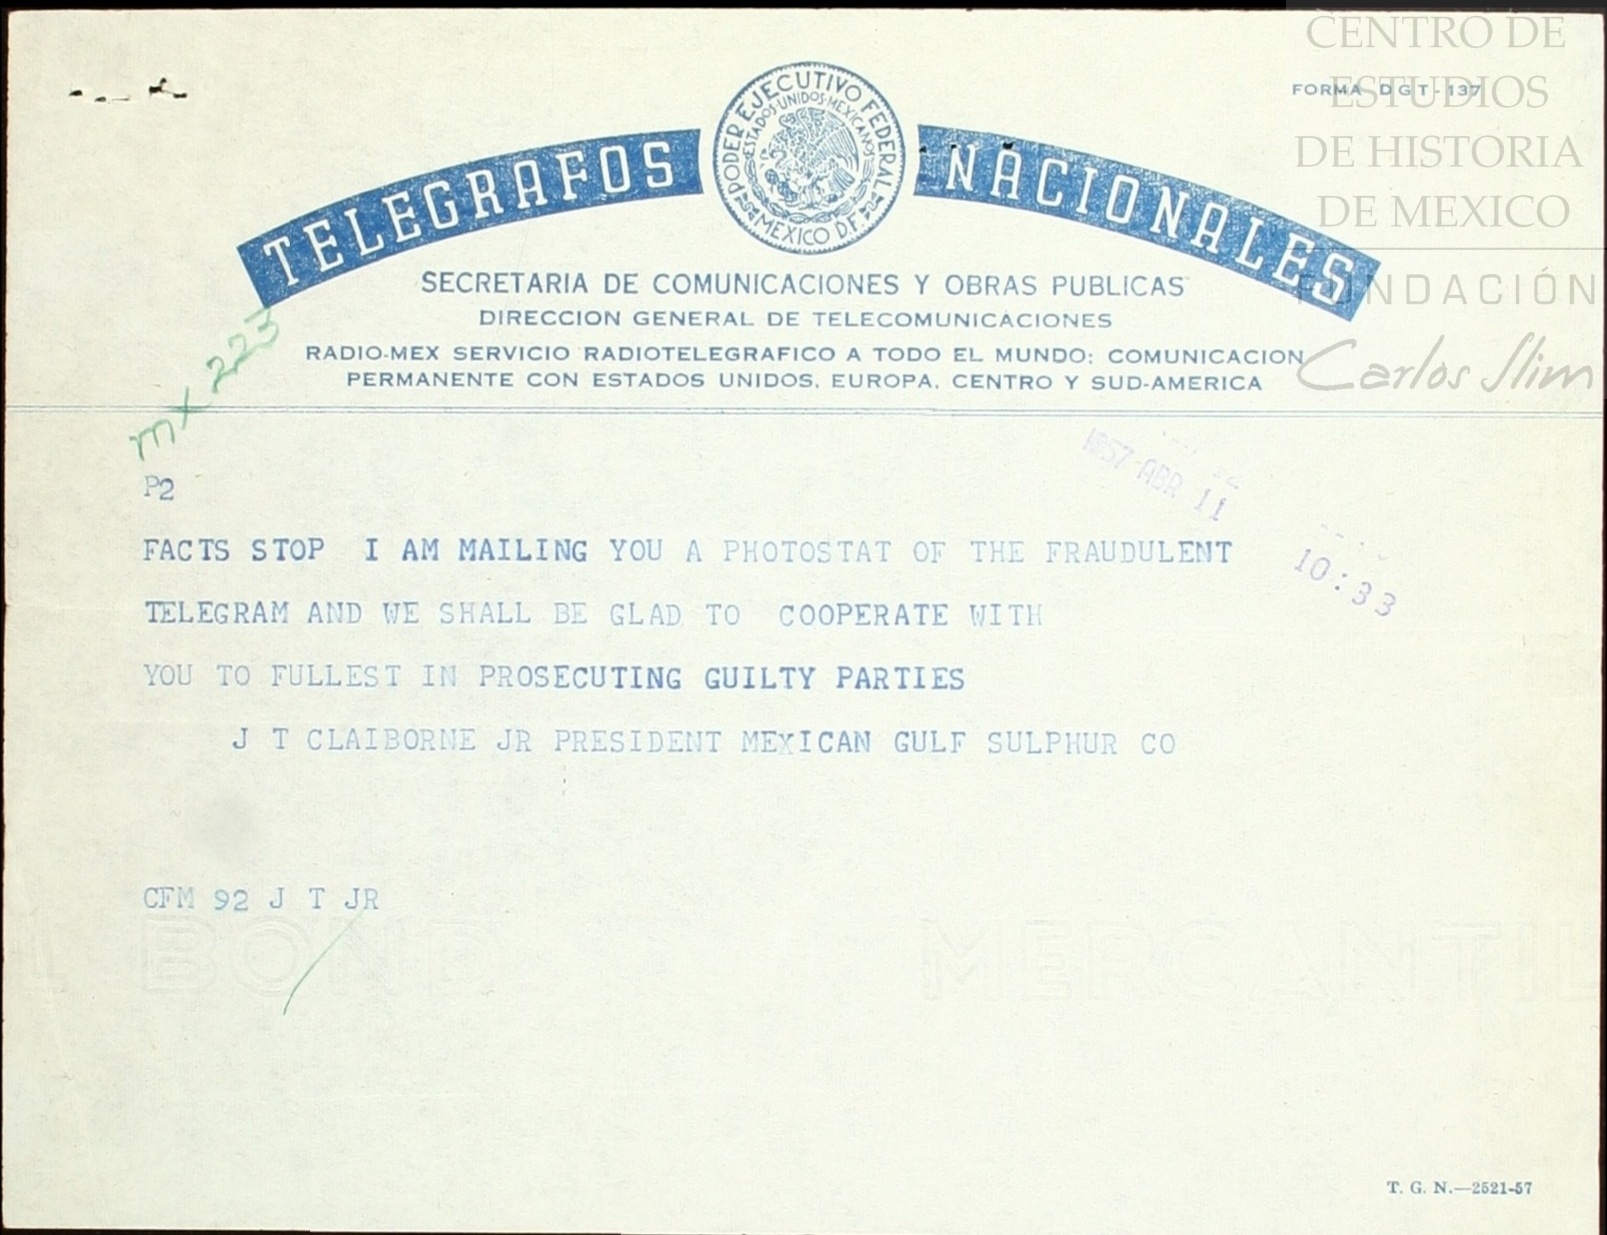 CENTRO DE
ESTUDIOS
DE HISTORIA
DE MEXICO
FUNDACIÓN
Carlos Slim
FORMA DGT-137
TELEGRAFOS NACIONALES
PODER EJECUTIVO FEDERAL
ESTADOS UNIDOS MEXICANOS
MEXICO D.F.
SECRETARIA DE COMUNICACIONES Y OBRAS PUBLICAS
DIRECCION GENERAL DE TELECOMUNICACIONES
RADIO-MEX SERVICIO RADIOTELEGRAFICO A TODO EL MUNDO: COMUNICACION
PERMANENTE CON ESTADOS UNIDOS, EUROPA, CENTRO Y SUD-AMERICA
mx 223
1957 ABR 11
10:33
P2
FACTS STOP I AM MAILING YOU A PHOTOSTAT OF THE FRAUDULENT
TELEGRAM AND WE SHALL BE GLAD TO COOPERATE WITH
YOU TO FULLEST IN PROSECUTING GUILTY PARTIES
J T CLAIBORNE JR PRESIDENT MEXICAN GULF SULPHUR CO
CFM 92 J T JR
BOND MERCANTIL
T. G. N.—2521-57